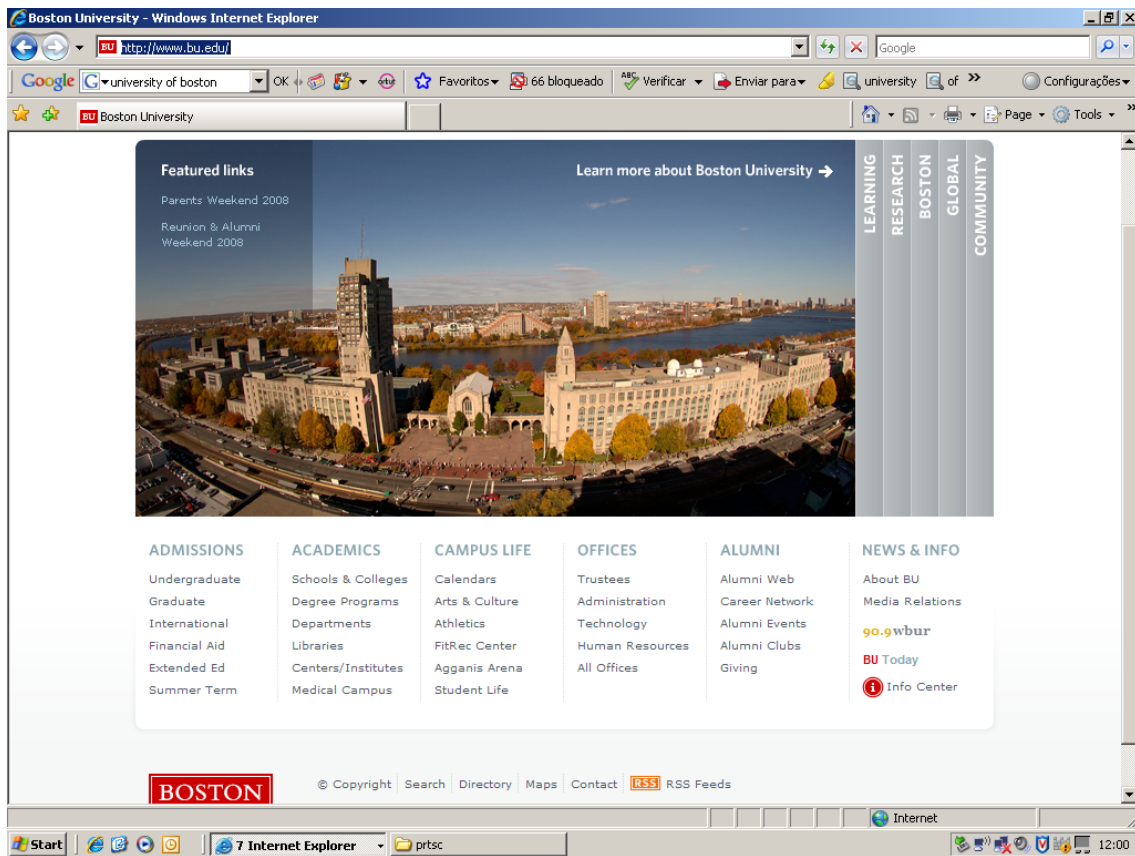 Boston University - Windows Internet Explorer
BU http://www.bu.edu/
Google
Google G university of boston OK Favoritos 66 bloqueado ABC Verificar Enviar para university of » Configurações
BU Boston University
Page Tools »
Featured links
Parents Weekend 2008
Reunion & Alumni
Weekend 2008
Learn more about Boston University →
LEARNING
RESEARCH
BOSTON
GLOBAL
COMMUNITY
ADMISSIONS
Undergraduate
Graduate
International
Financial Aid
Extended Ed
Summer Term
ACADEMICS
Schools & Colleges
Degree Programs
Departments
Libraries
Centers/Institutes
Medical Campus
CAMPUS LIFE
Calendars
Arts & Culture
Athletics
FitRec Center
Agganis Arena
Student Life
OFFICES
Trustees
Administration
Technology
Human Resources
All Offices
ALUMNI
Alumni Web
Career Network
Alumni Events
Alumni Clubs
Giving
NEWS & INFO
About BU
Media Relations
90.9wbur
BU Today
i Info Center
BOSTON
© Copyright Search Directory Maps Contact RSS RSS Feeds
Internet
Start 7 Internet Explorer prtsc 12:00